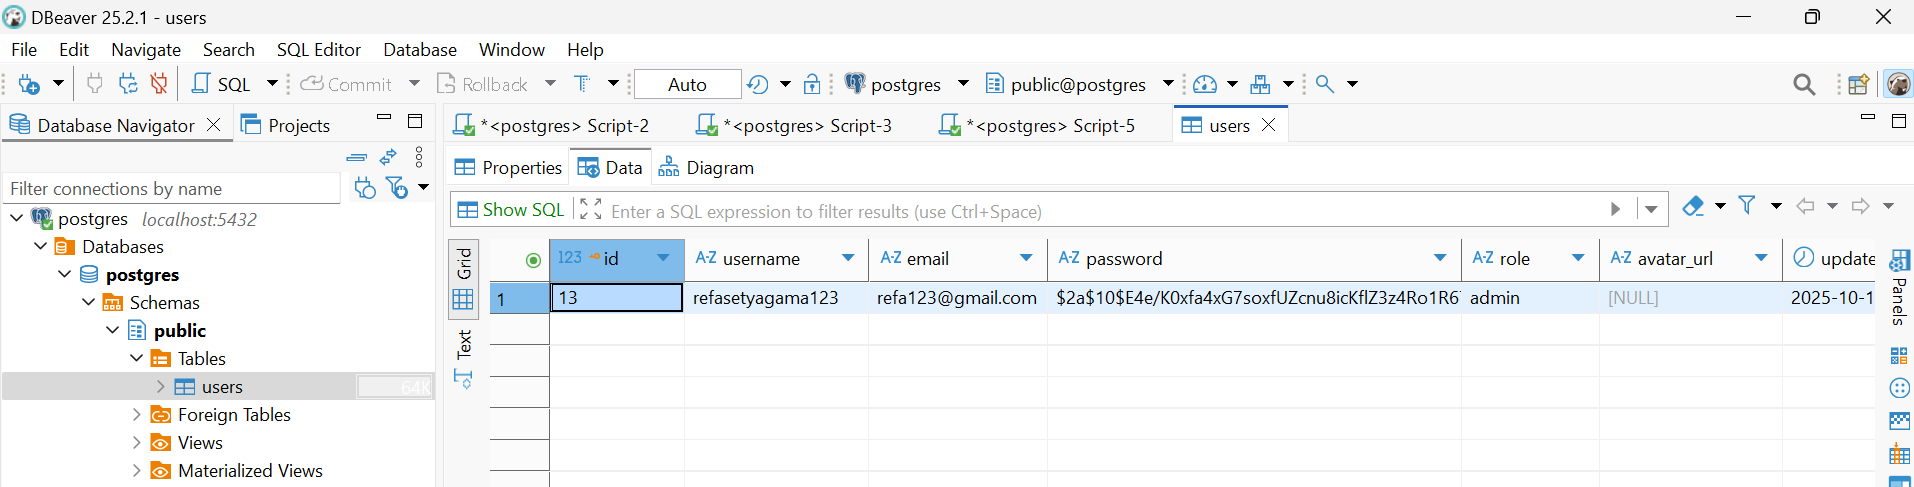 DBeaver 25.2.1 - users
File Edit Navigate Search SQL Editor Database Window Help
SQL Commit Rollback Auto postgres public@postgres
Database Navigator Projects
*<postgres> Script-2 *<postgres> Script-3 *<postgres> Script-5 users
Properties Data Diagram
Filter connections by name
Show SQL Enter a SQL expression to filter results (use Ctrl+Space)
postgres localhost:5432
Databases
postgres
Schemas
public
Tables
users 64K
Foreign Tables
Views
Materialized Views
Grid
Text
123 id A-Z username A-Z email A-Z password A-Z role A-Z avatar_url update
1 13 refasetyagama123 refa123@gmail.com $2a$10$E4e/K0xfa4xG7soxfUZcnu8icKflZ3z4Ro1R6 admin [NULL] 2025-10-1
Panels